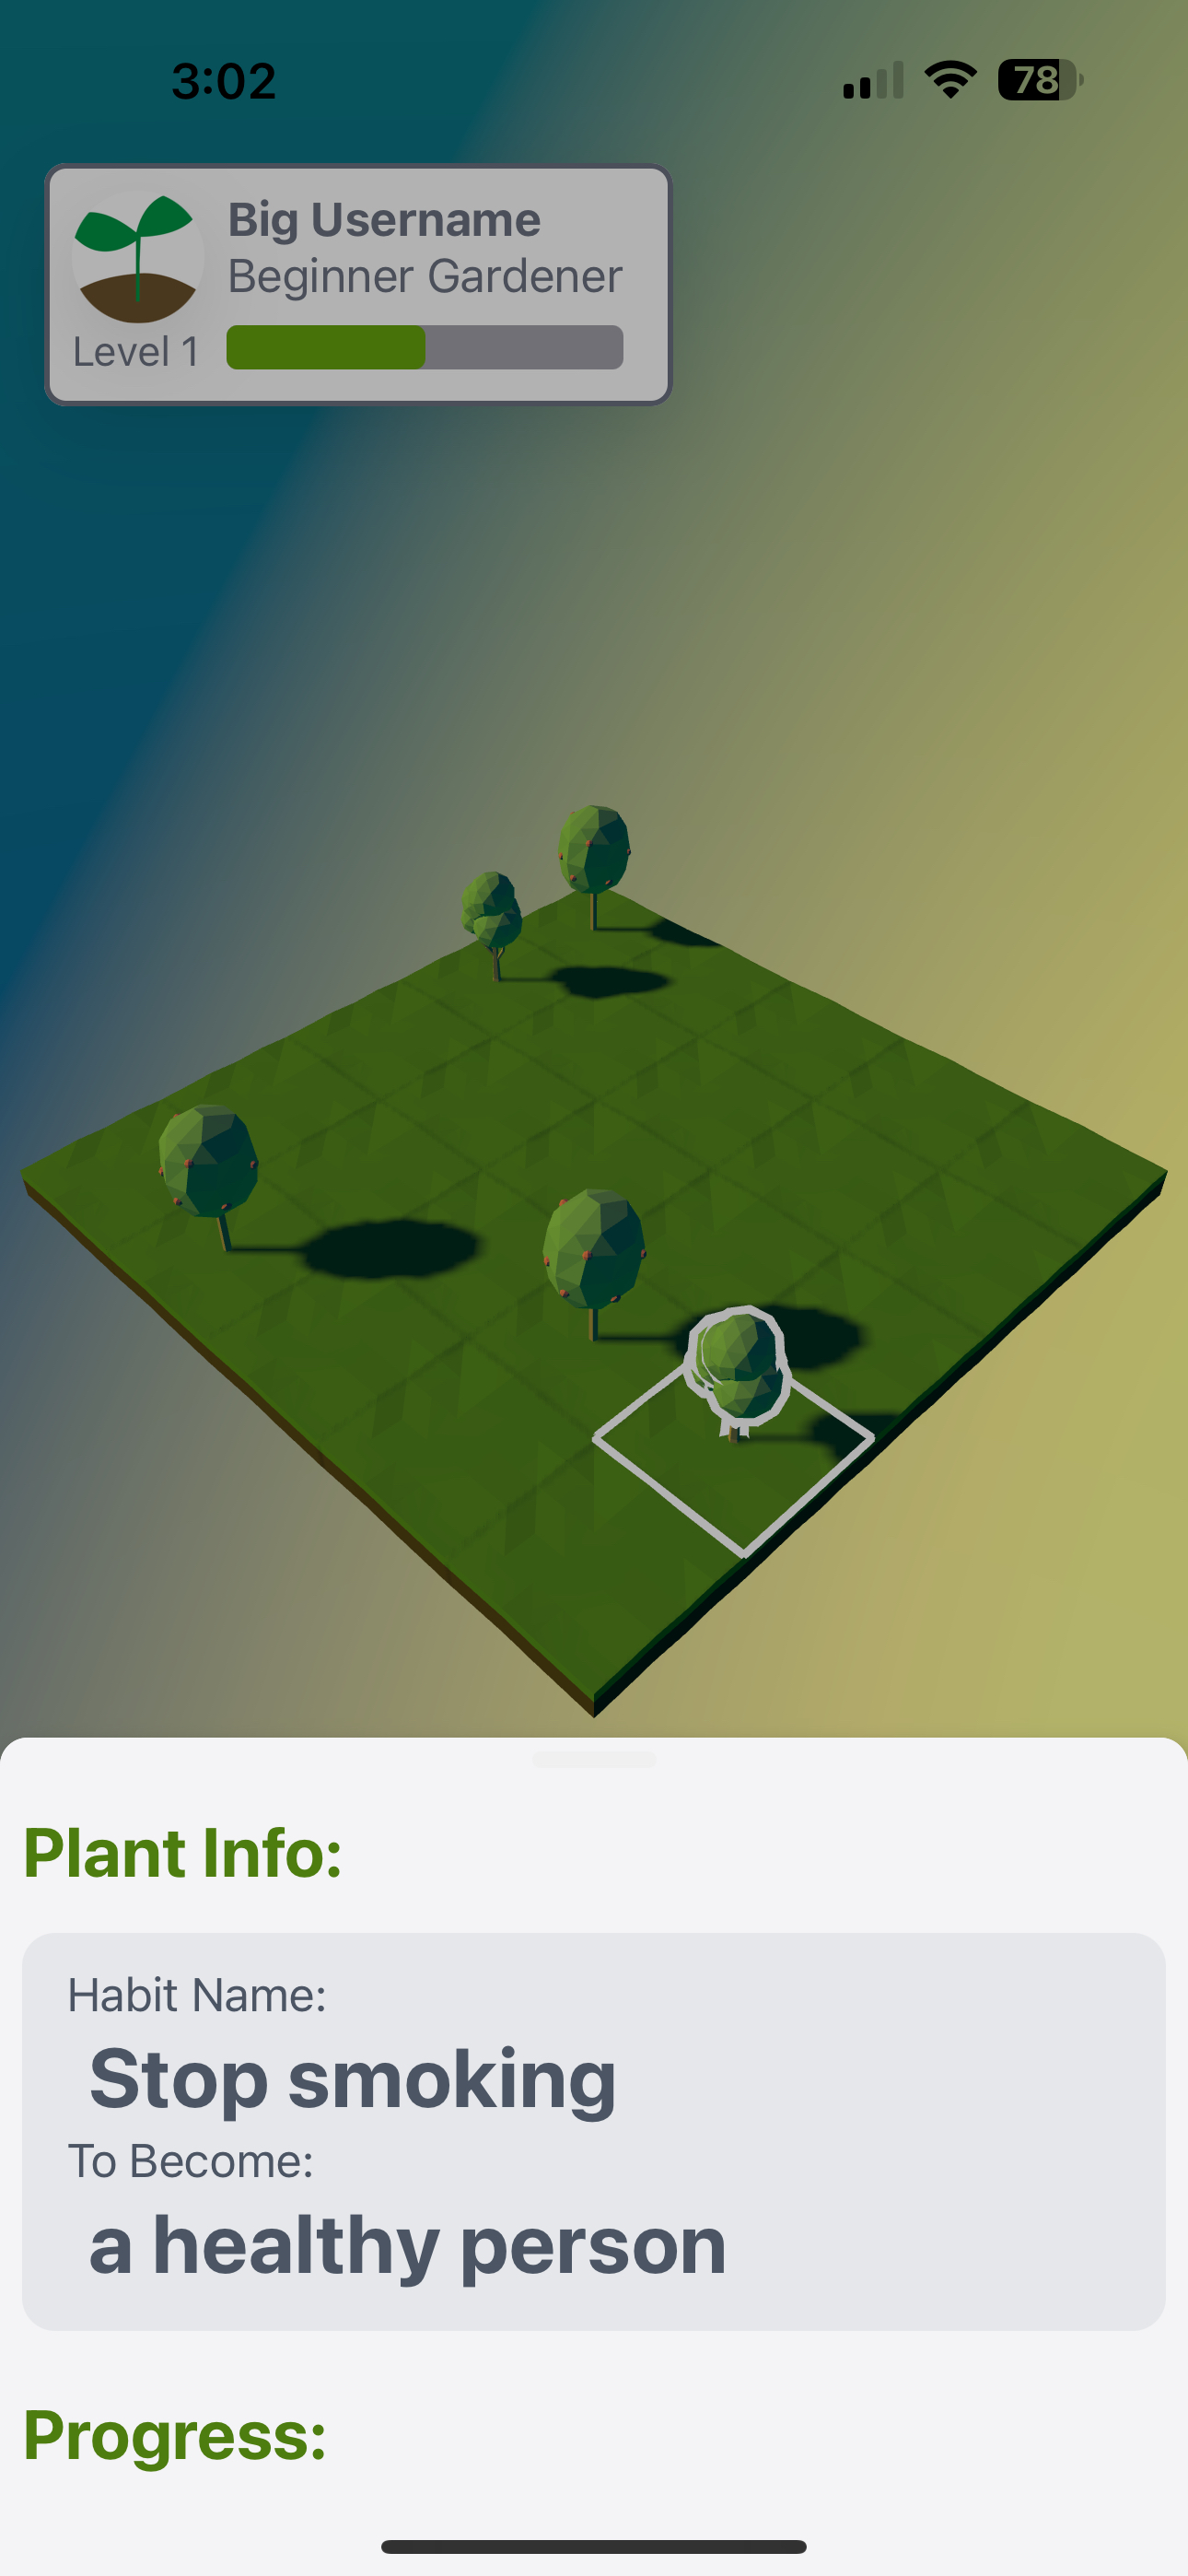 3:02
78
Big Username
Beginner Gardener
Level 1
Plant Info:
Habit Name:
Stop smoking
To Become:
a healthy person
Progress: